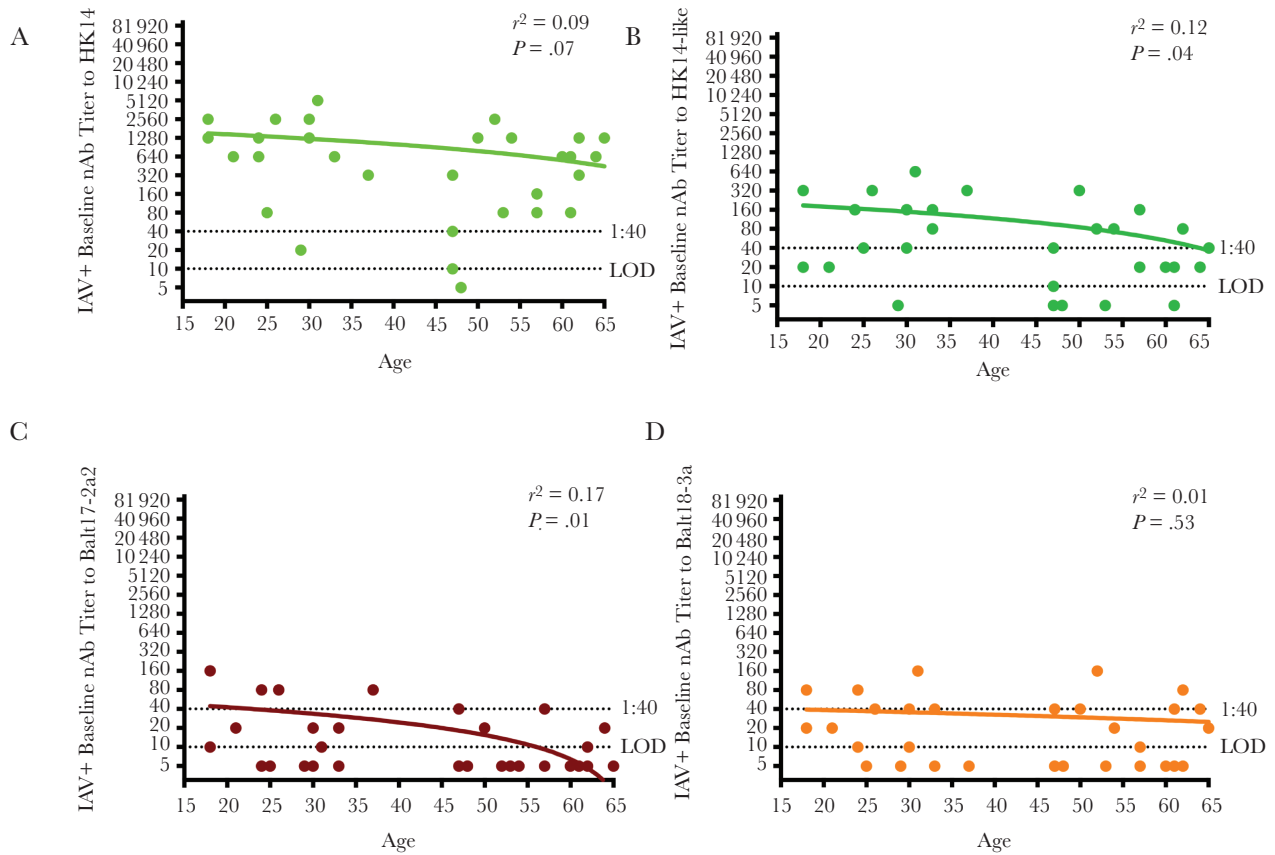 A
IAV+ Baseline nAb Titer to HK14
81 920
40 960
20 480
10 240
5120
2560
1280
640
320
160
80
40
20
10
5
r² = 0.09
P = .07
1:40
LOD
15 20 25 30 35 40 45 50 55 60 65
Age
B
IAV+ Baseline nAb Titer to HK14-like
81 920
40 960
20 480
10 240
5120
2560
1280
640
320
160
80
40
20
10
5
r² = 0.12
P = .04
1:40
LOD
15 20 25 30 35 40 45 50 55 60 65
Age
C
IAV+ Baseline nAb Titer to Balt17-2a2
81 920
40 960
20 480
10 240
5120
2560
1280
640
320
160
80
40
20
10
5
r² = 0.17
P = .01
1:40
LOD
15 20 25 30 35 40 45 50 55 60 65
Age
D
IAV+ Baseline nAb Titer to Balt18-3a
81 920
40 960
20 480
10 240
5120
2560
1280
640
320
160
80
40
20
10
5
r² = 0.01
P = .53
1:40
LOD
15 20 25 30 35 40 45 50 55 60 65
Age